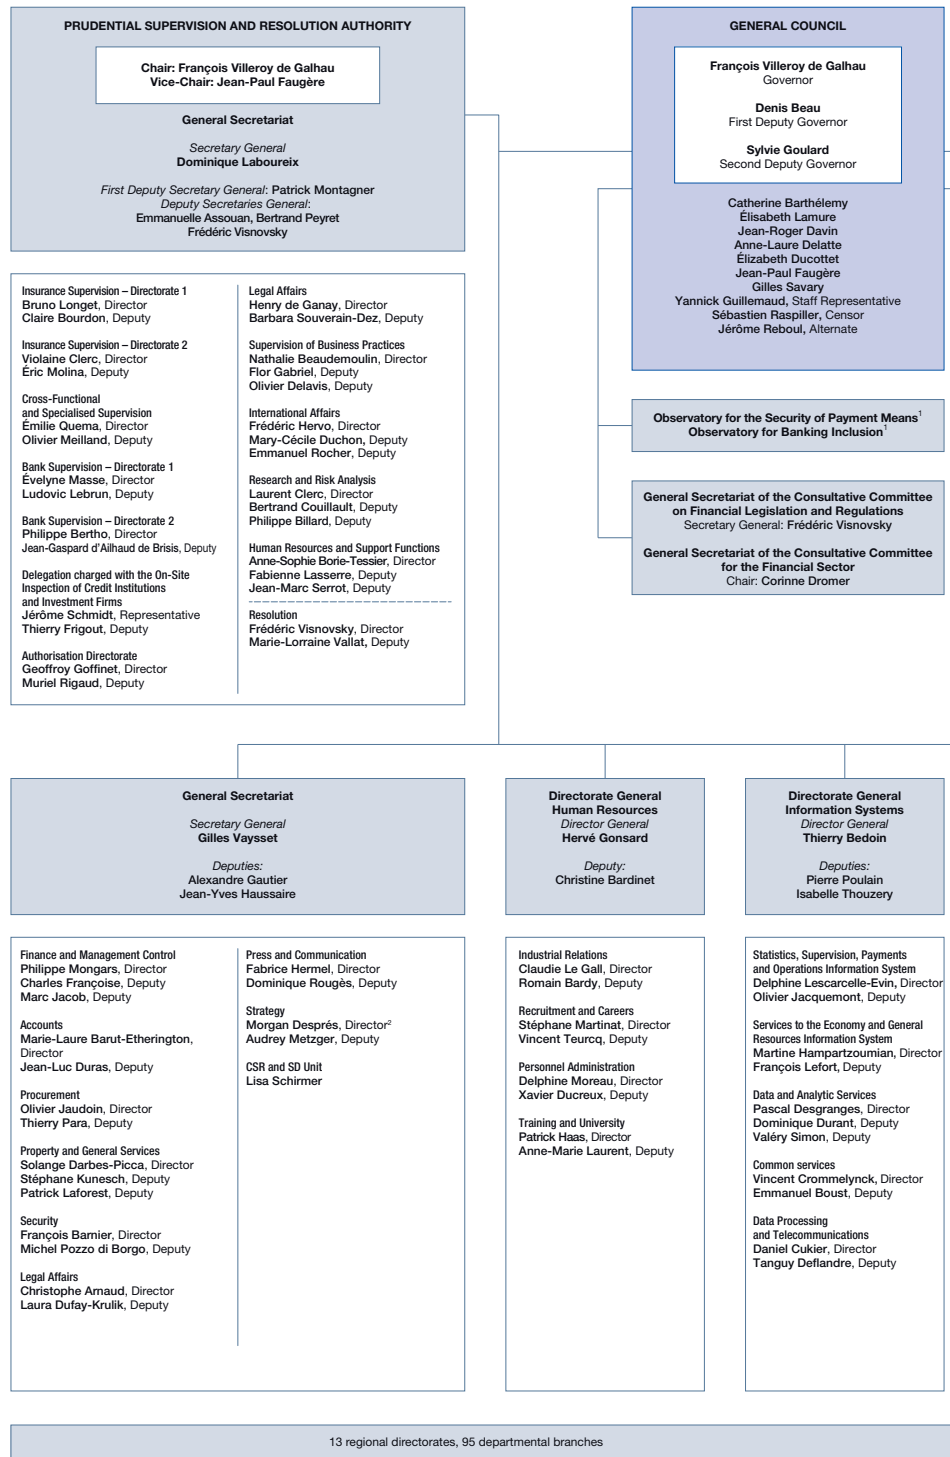 PRUDENTIAL SUPERVISION AND RESOLUTION AUTHORITY
Chair: François Villeroy de Galhau
Vice-Chair: Jean-Paul Faugère
General Secretariat
Secretary General
Dominique Laboureix
First Deputy Secretary General: Patrick Montagner
Deputy Secretaries General:
Emmanuelle Assouan, Bertrand Peyret
Frédéric Visnovsky
GENERAL COUNCIL
François Villeroy de Galhau
Governor
Denis Beau
First Deputy Governor
Sylvie Goulard
Second Deputy Governor
Catherine Barthélemy
Élisabeth Lamure
Jean-Roger Davin
Anne-Laure Delatte
Élizabeth Ducottet
Jean-Paul Faugère
Gilles Savary
Yannick Guillemaud, Staff Representative
Sébastien Raspiller, Censor
Jérôme Reboul, Alternate
Insurance Supervision – Directorate 1
Bruno Longet, Director
Claire Bourdon, Deputy
Insurance Supervision – Directorate 2
Violaine Clerc, Director
Éric Molina, Deputy
Cross-Functional
and Specialised Supervision
Émilie Quema, Director
Olivier Meilland, Deputy
Bank Supervision – Directorate 1
Évelyne Masse, Director
Ludovic Lebrun, Deputy
Bank Supervision – Directorate 2
Philippe Bertho, Director
Jean-Gaspard d'Ailhaud de Brisis, Deputy
Delegation charged with the On-Site
Inspection of Credit Institutions
and Investment Firms
Jérôme Schmidt, Representative
Thierry Frigout, Deputy
Authorisation Directorate
Geoffroy Goffinet, Director
Muriel Rigaud, Deputy
Legal Affairs
Henry de Ganay, Director
Barbara Souverain-Dez, Deputy
Supervision of Business Practices
Nathalie Beaudemoulin, Director
Flor Gabriel, Deputy
Olivier Delavis, Deputy
International Affairs
Frédéric Hervo, Director
Mary-Cécile Duchon, Deputy
Emmanuel Rocher, Deputy
Research and Risk Analysis
Laurent Clerc, Director
Bertrand Couillault, Deputy
Philippe Billard, Deputy
Human Resources and Support Functions
Anne-Sophie Borie-Tessier, Director
Fabienne Lasserre, Deputy
Jean-Marc Serrot, Deputy
Resolution
Frédéric Visnovsky, Director
Marie-Lorraine Vallat, Deputy
Observatory for the Security of Payment Means1
Observatory for Banking Inclusion1
General Secretariat of the Consultative Committee
on Financial Legislation and Regulations
Secretary General: Frédéric Visnovsky
General Secretariat of the Consultative Committee
for the Financial Sector
Chair: Corinne Dromer
General Secretariat
Secretary General
Gilles Vaysset
Deputies:
Alexandre Gautier
Jean-Yves Haussaire
Directorate General
Human Resources
Director General
Hervé Gonsard
Deputy:
Christine Bardinet
Directorate General
Information Systems
Director General
Thierry Bedoin
Deputies:
Pierre Poulain
Isabelle Thouzery
Finance and Management Control
Philippe Mongars, Director
Charles Françoise, Deputy
Marc Jacob, Deputy
Accounts
Marie-Laure Barut-Etherington,
Director
Jean-Luc Duras, Deputy
Procurement
Olivier Jaudoin, Director
Thierry Para, Deputy
Property and General Services
Solange Darbes-Picca, Director
Stéphane Kunesch, Deputy
Patrick Laforest, Deputy
Security
François Barnier, Director
Michel Pozzo di Borgo, Deputy
Legal Affairs
Christophe Arnaud, Director
Laura Dufay-Krulik, Deputy
Press and Communication
Fabrice Hermel, Director
Dominique Rougès, Deputy
Strategy
Morgan Després, Director2
Audrey Metzger, Deputy
CSR and SD Unit
Lisa Schirmer
Industrial Relations
Claudie Le Gall, Director
Romain Bardy, Deputy
Recruitment and Careers
Stéphane Martinat, Director
Vincent Teurcq, Deputy
Personnel Administration
Delphine Moreau, Director
Xavier Ducreux, Deputy
Training and University
Patrick Haas, Director
Anne-Marie Laurent, Deputy
Statistics, Supervision, Payments
and Operations Information System
Delphine Lescarcelle-Evin, Director
Olivier Jacquemont, Deputy
Services to the Economy and General
Resources Information System
Martine Hampartzoumian, Director
François Lefort, Deputy
Data and Analytic Services
Pascal Desgranges, Director
Dominique Durant, Deputy
Valéry Simon, Deputy
Common services
Vincent Crommelynck, Director
Emmanuel Boust, Deputy
Data Processing
and Telecommunications
Daniel Cukier, Director
Tanguy Deflandre, Deputy
13 regional directorates, 95 departmental branches